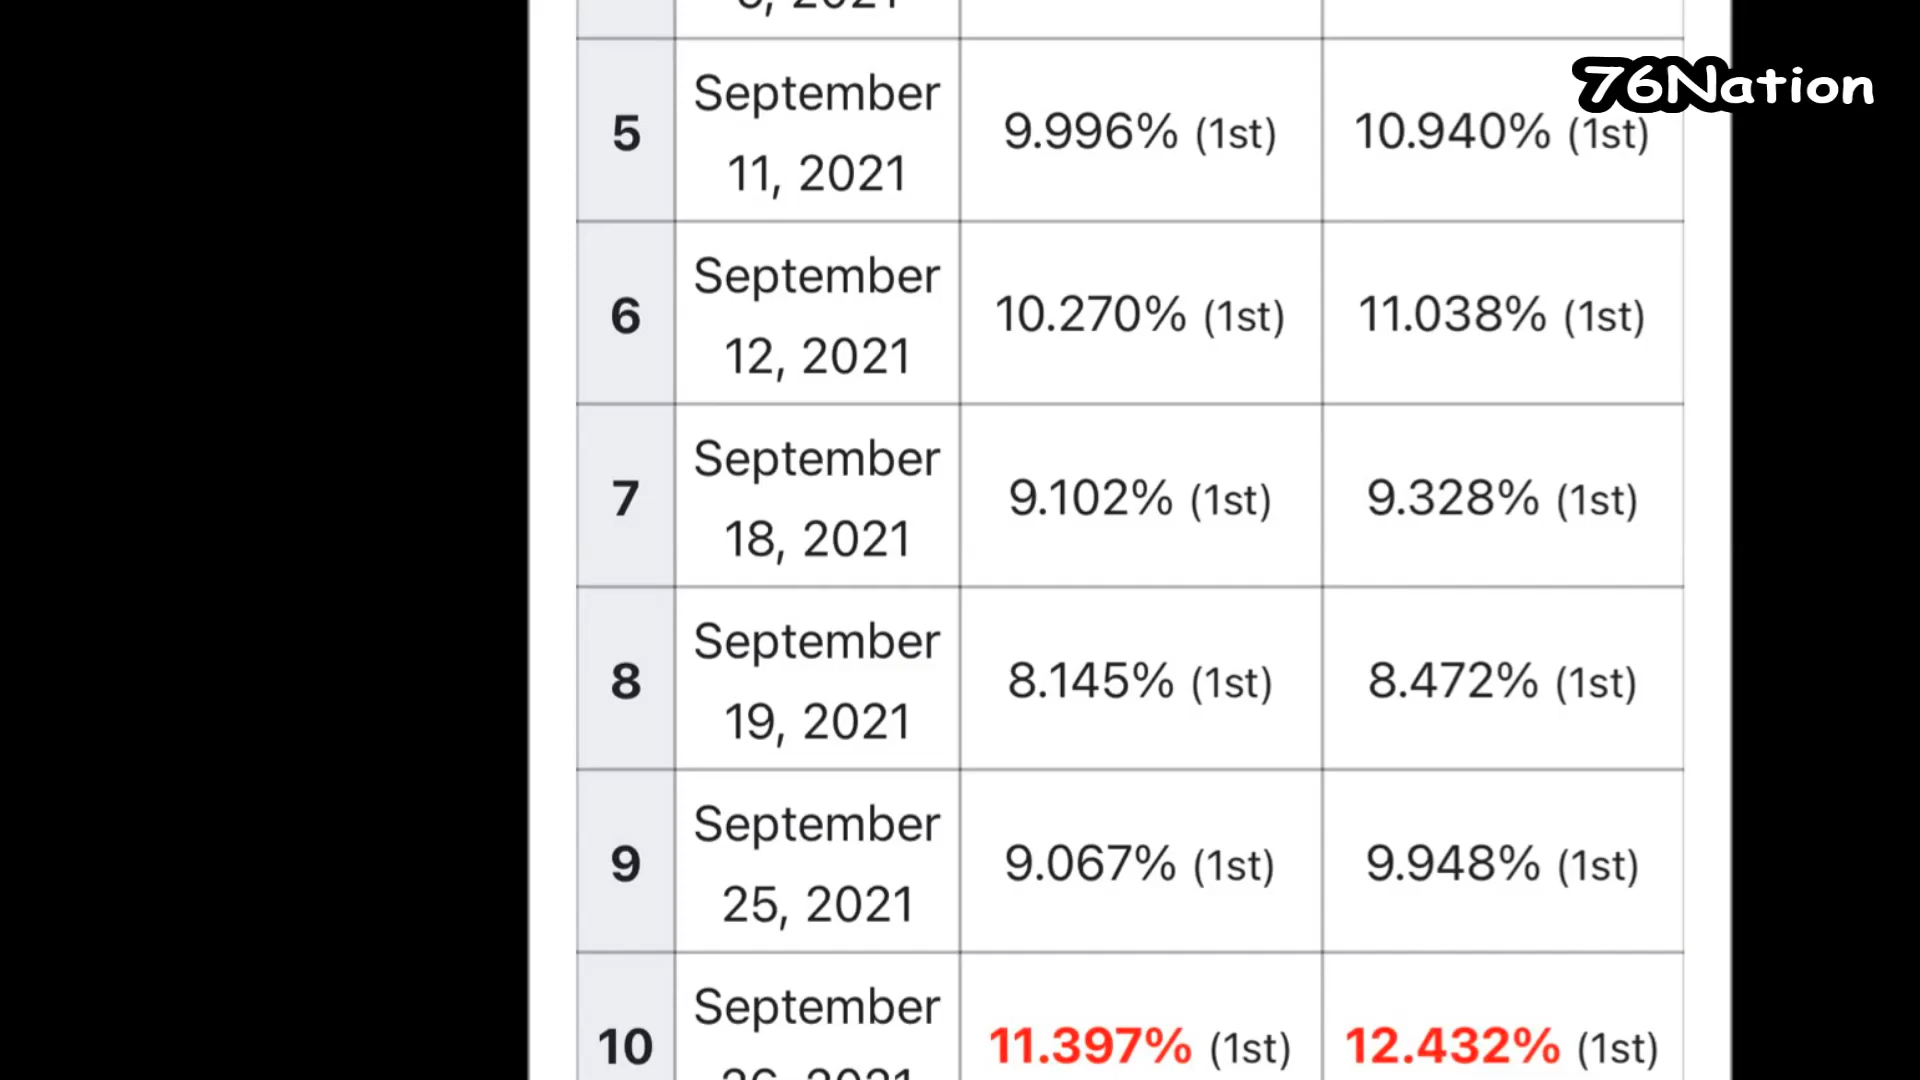 76Nation
5 September 11, 2021 9.996% (1st) 10.940% (1st)
6 September 12, 2021 10.270% (1st) 11.038% (1st)
7 September 18, 2021 9.102% (1st) 9.328% (1st)
8 September 19, 2021 8.145% (1st) 8.472% (1st)
9 September 25, 2021 9.067% (1st) 9.948% (1st)
10 September 11.397% (1st) 12.432% (1st)